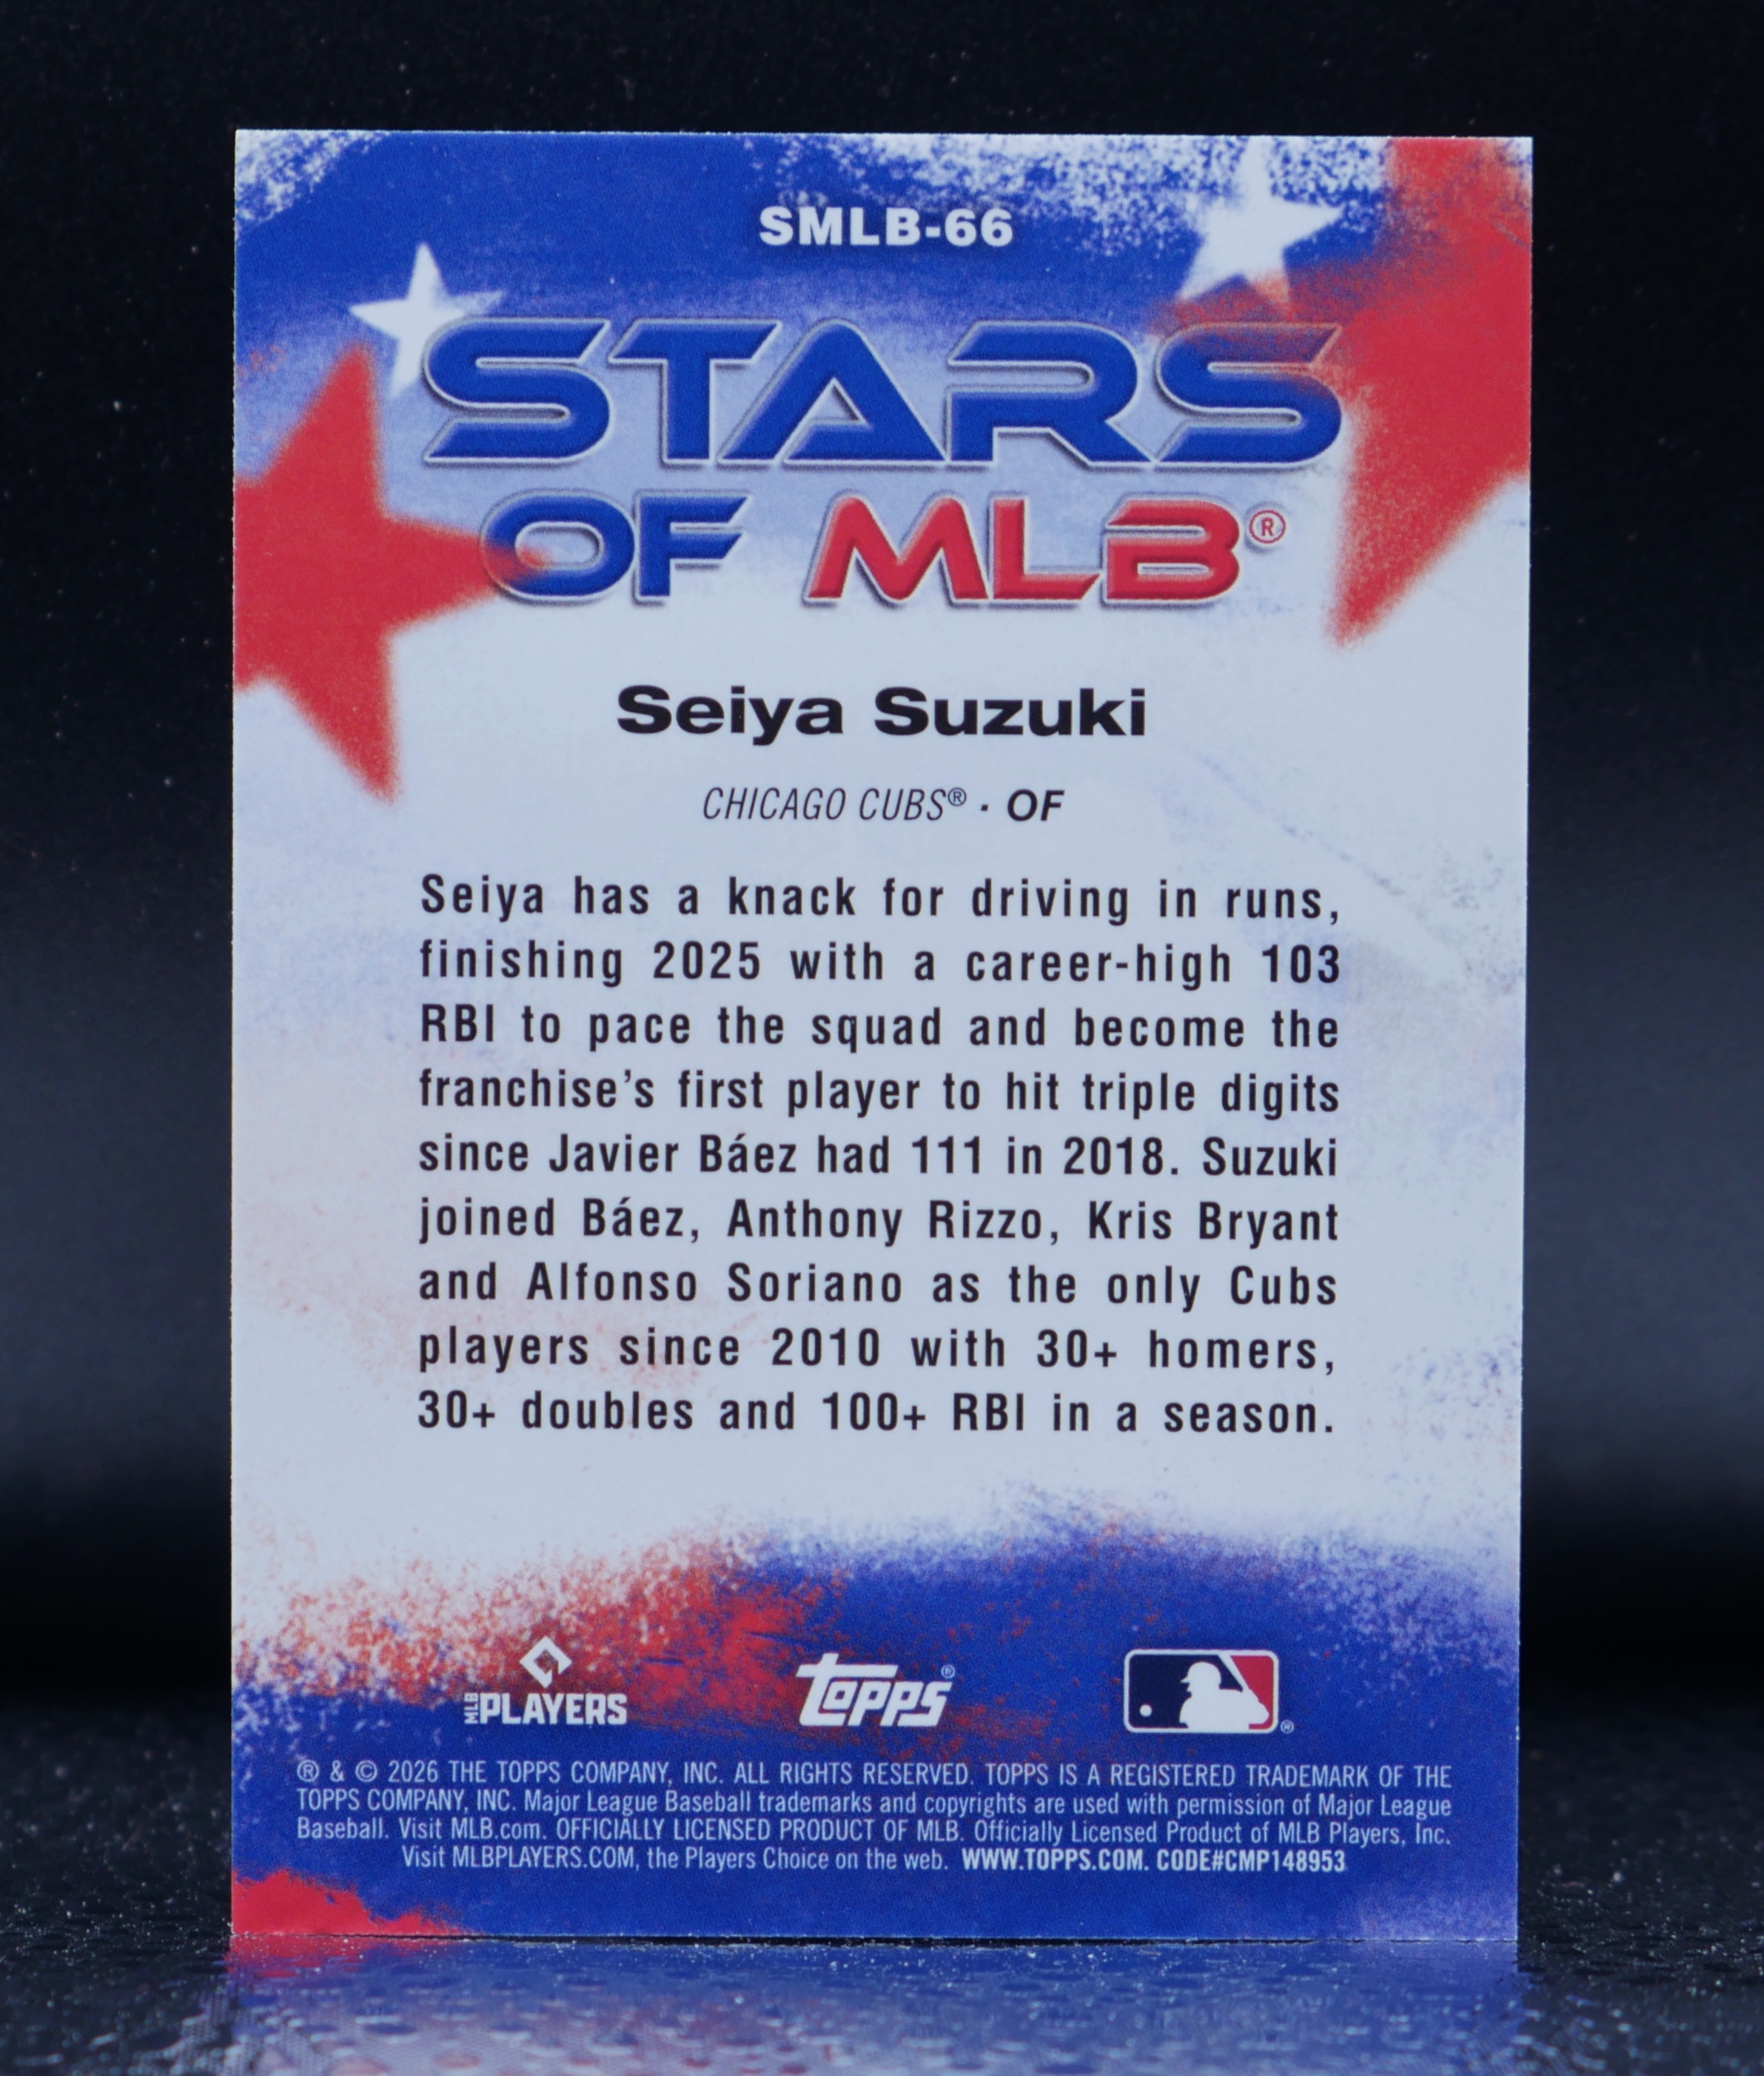 SMLB-66
STARS
OF MLB®
Seiya Suzuki
CHICAGO CUBS® · OF
Seiya has a knack for driving in runs,
finishing 2025 with a career-high 103
RBI to pace the squad and become the
franchise's first player to hit triple digits
since Javier Báez had 111 in 2018. Suzuki
joined Báez, Anthony Rizzo, Kris Bryant
and Alfonso Soriano as the only Cubs
players since 2010 with 30+ homers,
30+ doubles and 100+ RBI in a season.
MLB PLAYERS
topps®
®
® & © 2026 THE TOPPS COMPANY, INC. ALL RIGHTS RESERVED. TOPPS IS A REGISTERED TRADEMARK OF THE
TOPPS COMPANY, INC. Major League Baseball trademarks and copyrights are used with permission of Major League
Baseball. Visit MLB.com. OFFICIALLY LICENSED PRODUCT OF MLB. Officially Licensed Product of MLB Players, Inc.
Visit MLBPLAYERS.COM, the Players Choice on the web. WWW.TOPPS.COM. CODE#CMP148953